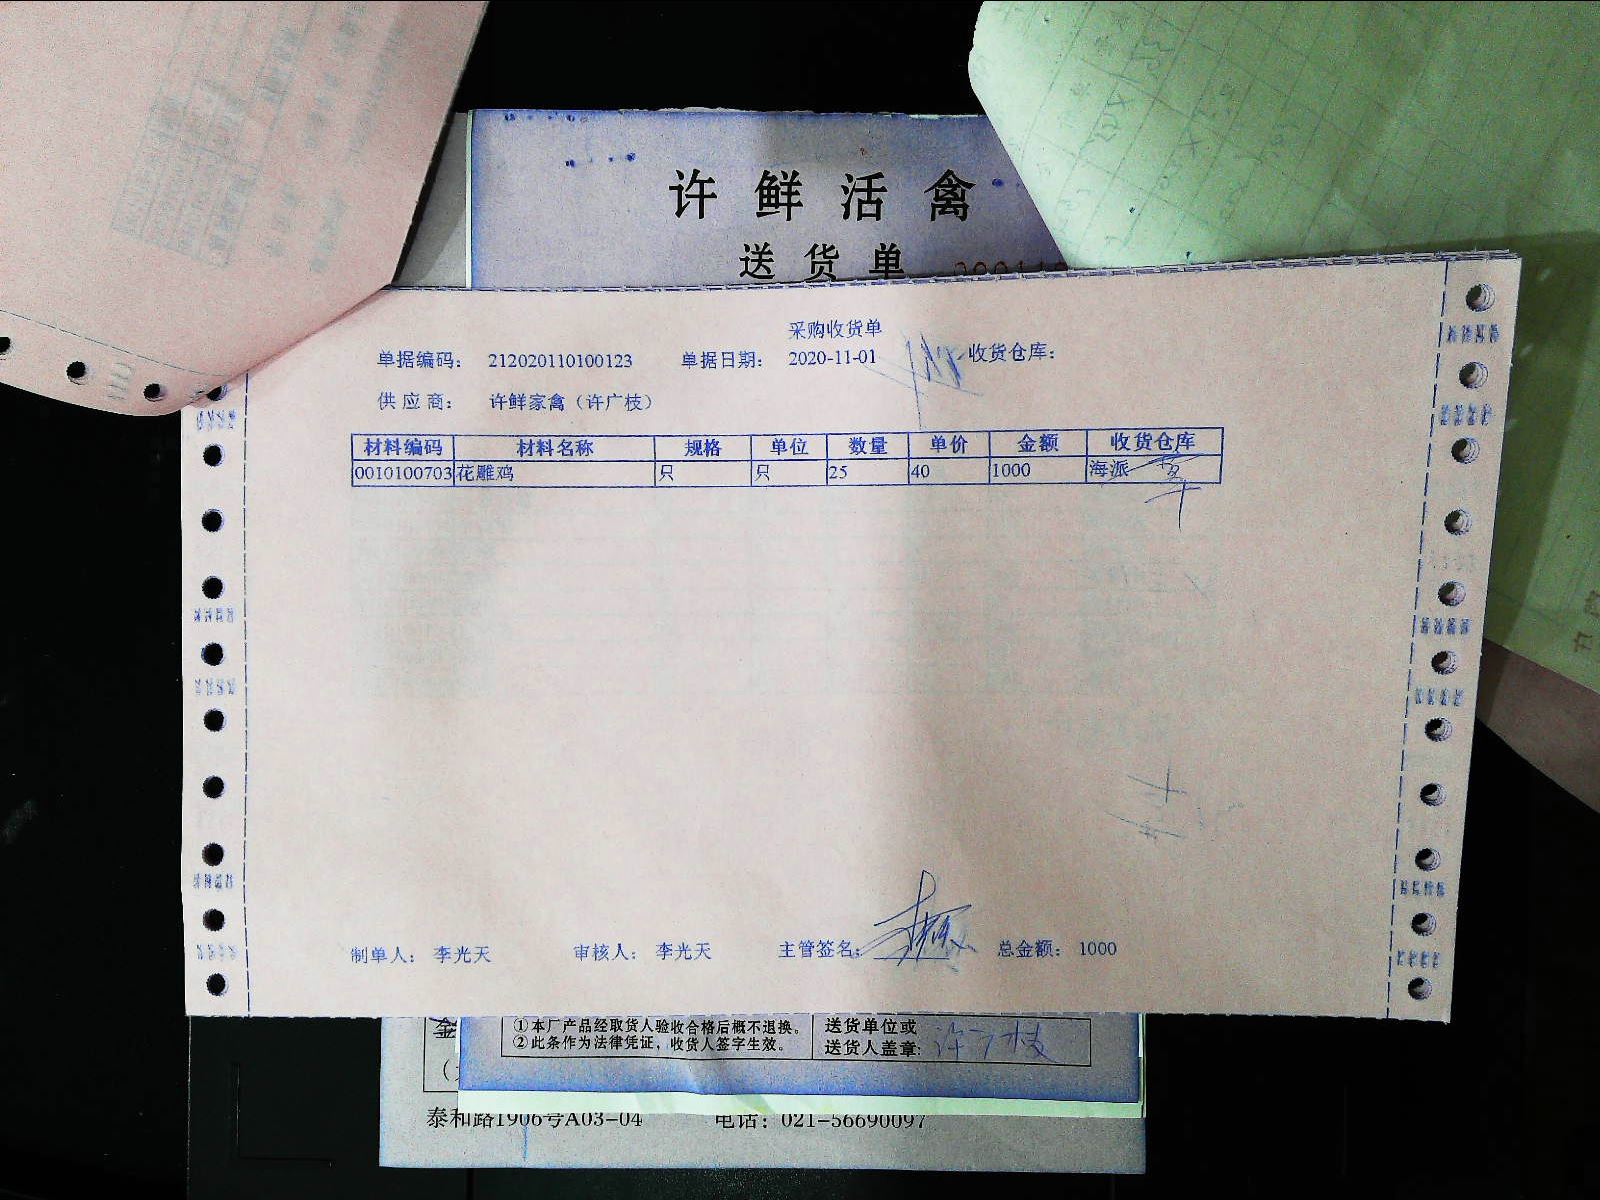 许鲜活禽
送货单
采购收货单
单据编码： 212020110100123 单据日期： 2020-11-01 收货仓库：
供应商： 许鲜家禽（许广枝）
材料编码 材料名称 规格 单位 数量 单价 金额 收货仓库
0010100703 花雕鸡 只 只 25 40 1000 海派
制单人： 李光天 审核人： 李光天 主管签名： 总金额： 1000
①本厂产品经取货人验收合格后概不退换。 送货单位或
②此条作为法律凭证，收货人签字生效。 送货人盖章: 许广枝
泰和路1906号A03-04 电话：021-56690097